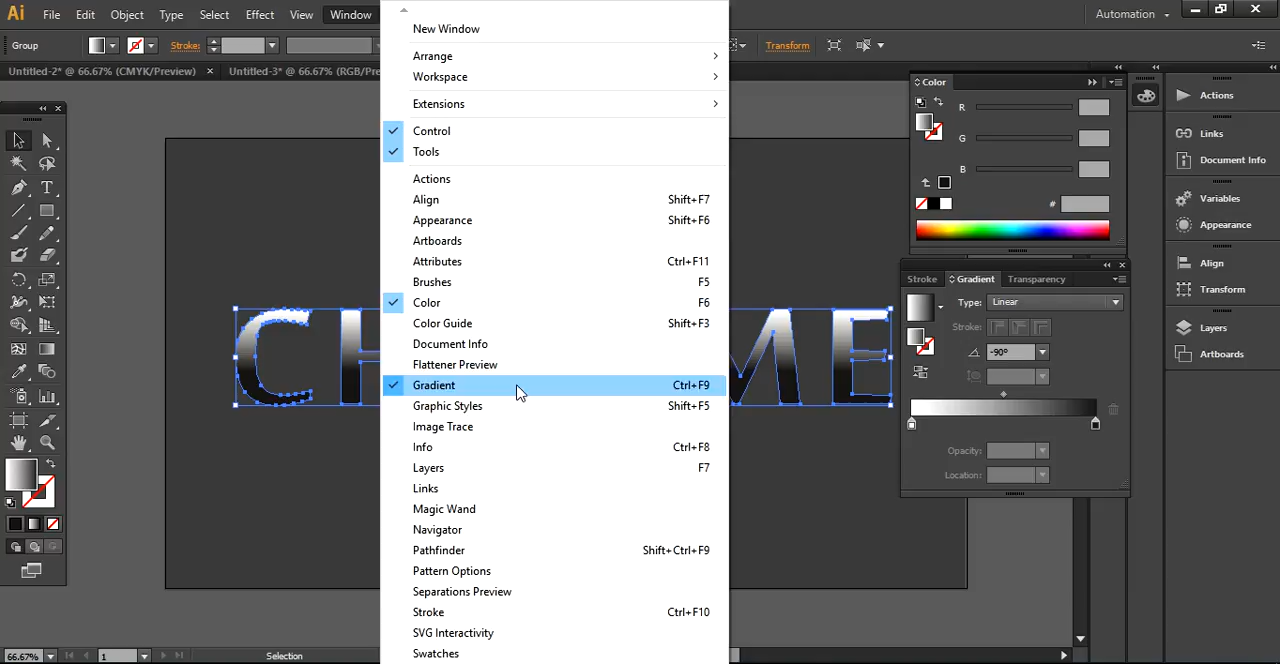 Ai File Edit Object Type Select Effect View Window Automation
Group Stroke: Transform
Untitled-2* @ 66.67% (CMYK/Preview) × Untitled-3* @ 66.67% (RGB/Pre
New Window
Arrange
Workspace
Extensions
Control
Tools
Actions
Align Shift+F7
Appearance Shift+F6
Artboards
Attributes Ctrl+F11
Brushes F5
Color F6
Color Guide Shift+F3
Document Info
Flattener Preview
Gradient Ctrl+F9
Graphic Styles Shift+F5
Image Trace
Info Ctrl+F8
Layers F7
Links
Magic Wand
Navigator
Pathfinder Shift+Ctrl+F9
Pattern Options
Separations Preview
Stroke Ctrl+F10
SVG Interactivity
Swatches
CH
ME
Color
R
G
B
#
Stroke Gradient Transparency
Type: Linear
Stroke:
-90°
Opacity:
Location:
Actions
Links
Document Info
Variables
Appearance
Align
Transform
Layers
Artboards
66.67% 1 Selection